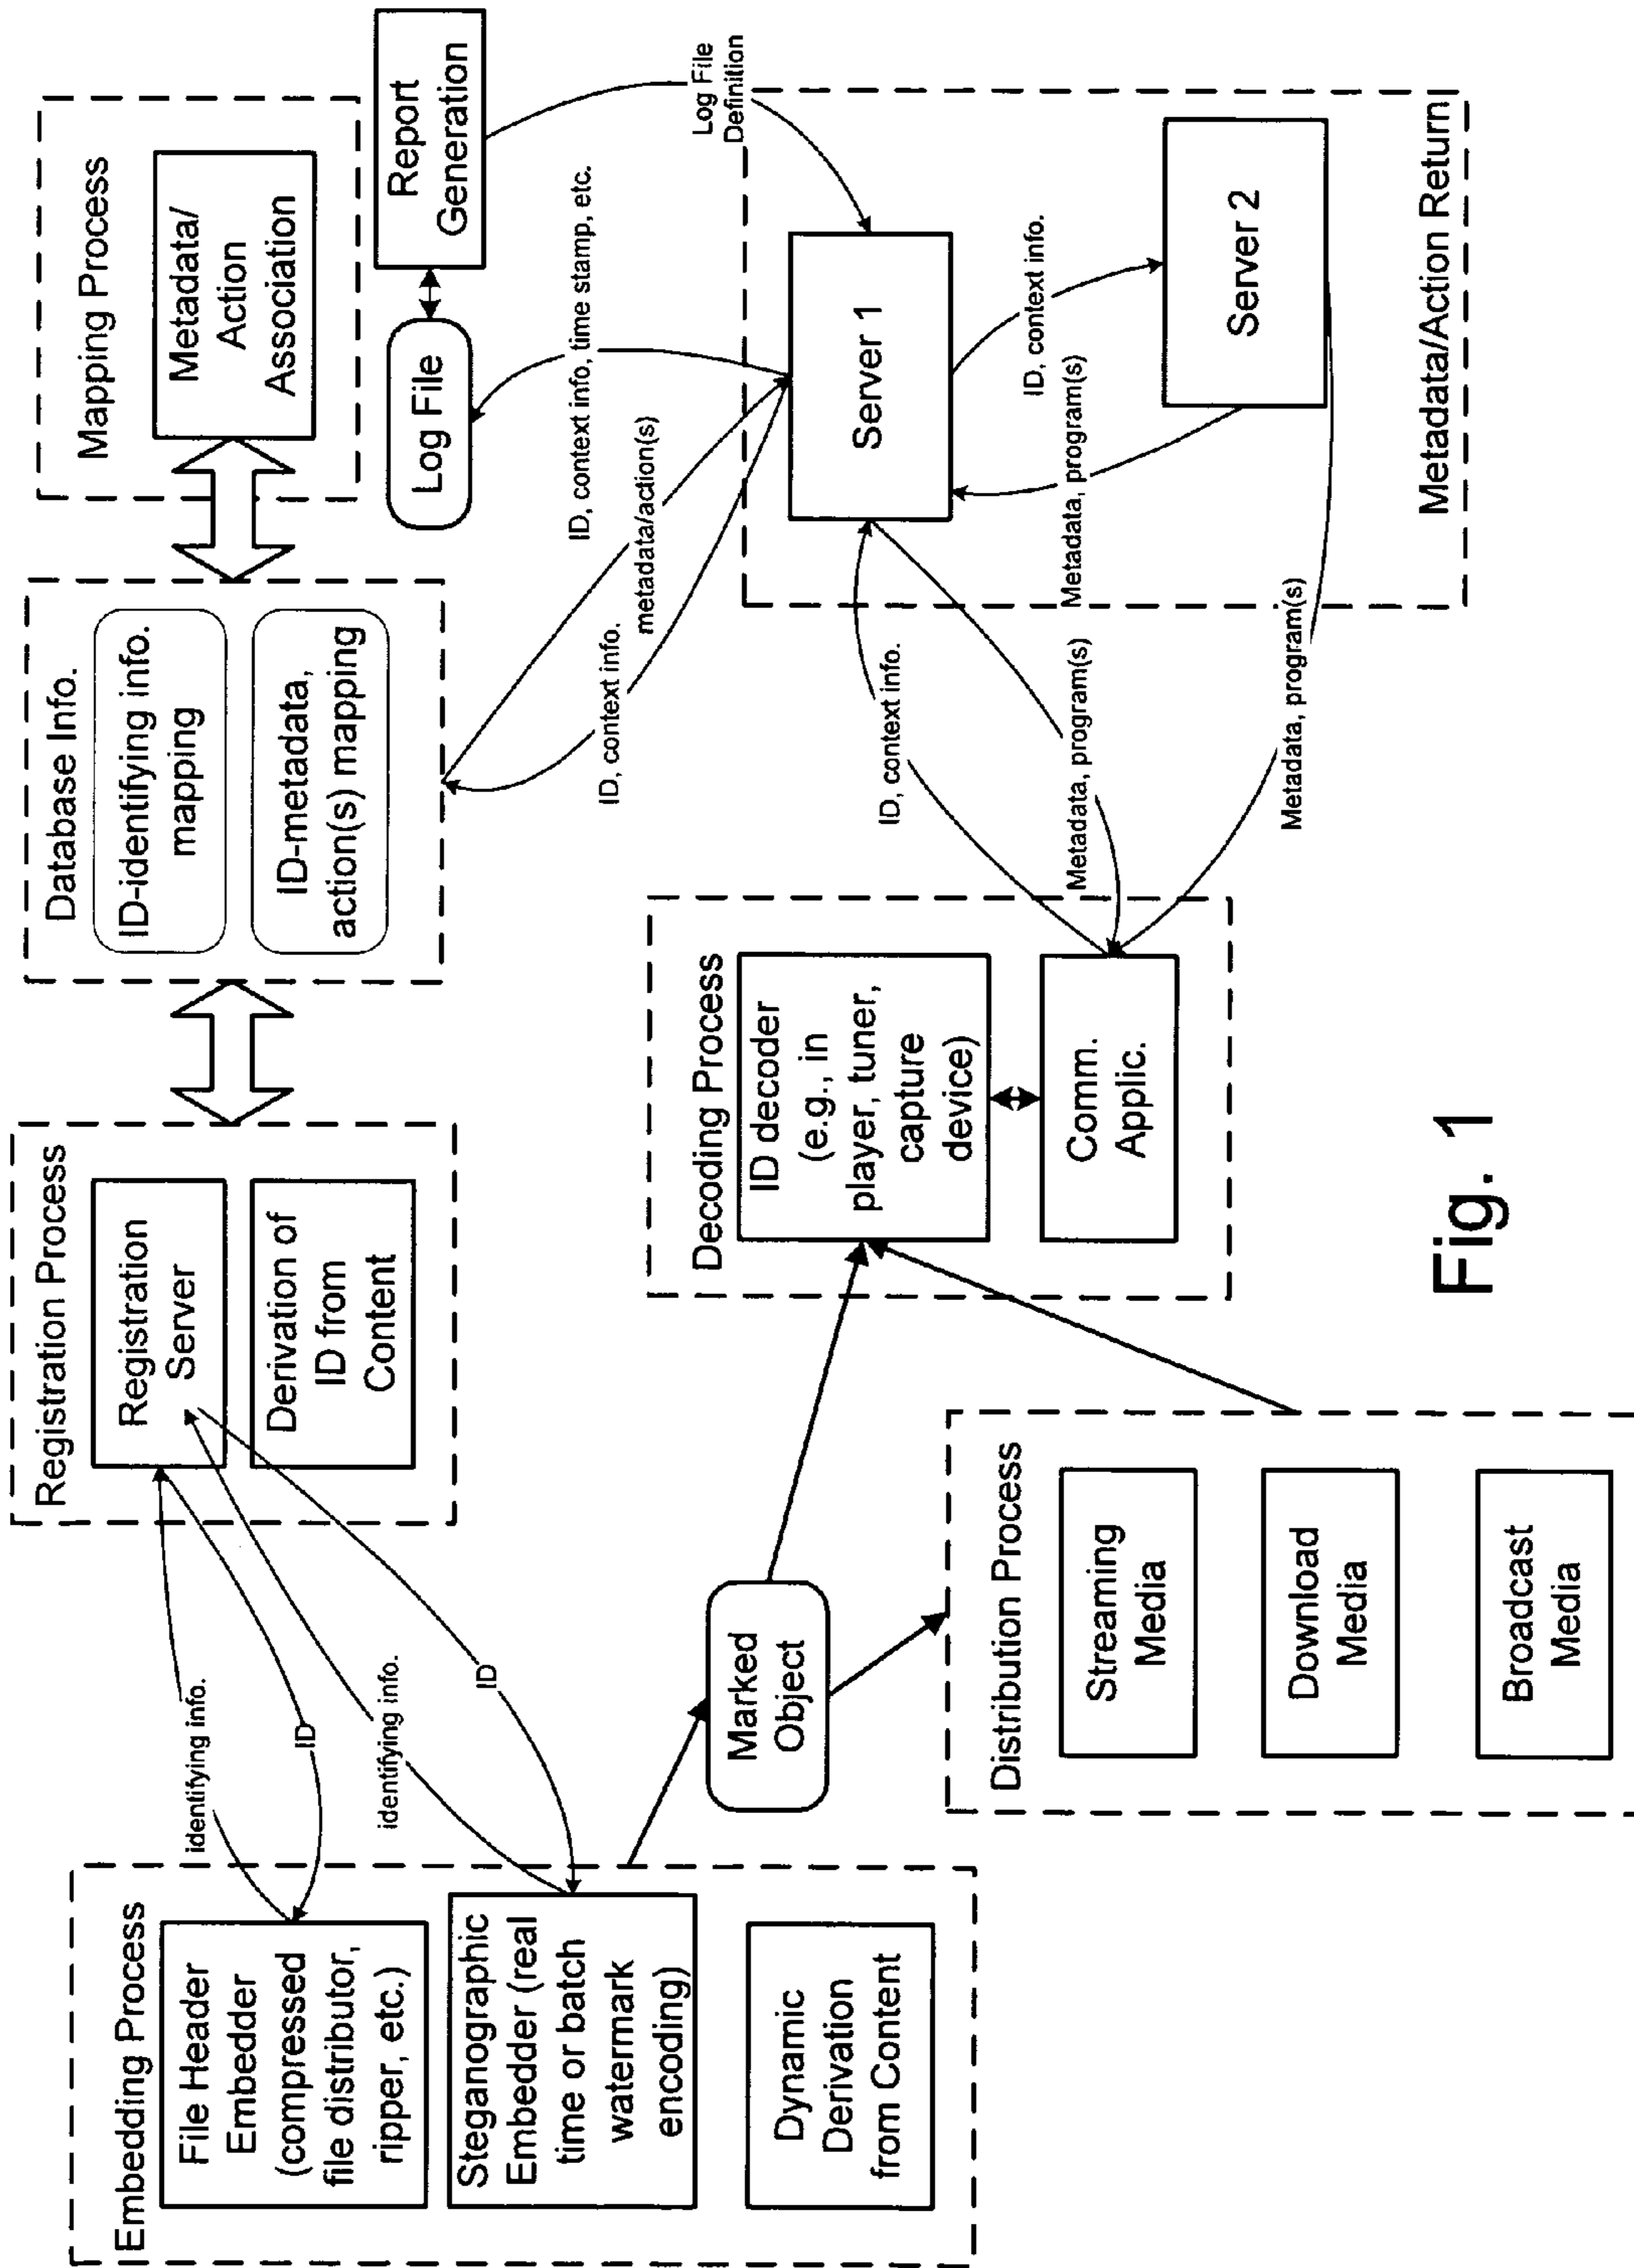 Embedding Process
File Header
Embedder
(compressed
file distributor,
ripper, etc.)
Steganographic
Embedder (real
time or batch
watermark
encoding)
Dynamic
Derivation
from Content
identifying info.
ID
identifying info.
ID
Registration Process
Registration
Server
Derivation of
ID from
Content
Database Info.
ID-identifying info.
mapping
ID-metadata,
action(s) mapping
Mapping Process
Metadata/
Action
Association
Log File
Report
Generation
Log File
Definition
ID, context info, time stamp, etc.
metadata/action(s)
ID, context info.
Marked
Object
Distribution Process
Streaming
Media
Download
Media
Broadcast
Media
Decoding Process
ID decoder
(e.g., in
player, tuner,
capture
device)
Comm.
Applic.
ID, context info.
Metadata, program(s)
Metadata, program(s)
Server 1
ID, context info.
Metadata, program(s)
Server 2
Metadata/Action Return
Fig. 1